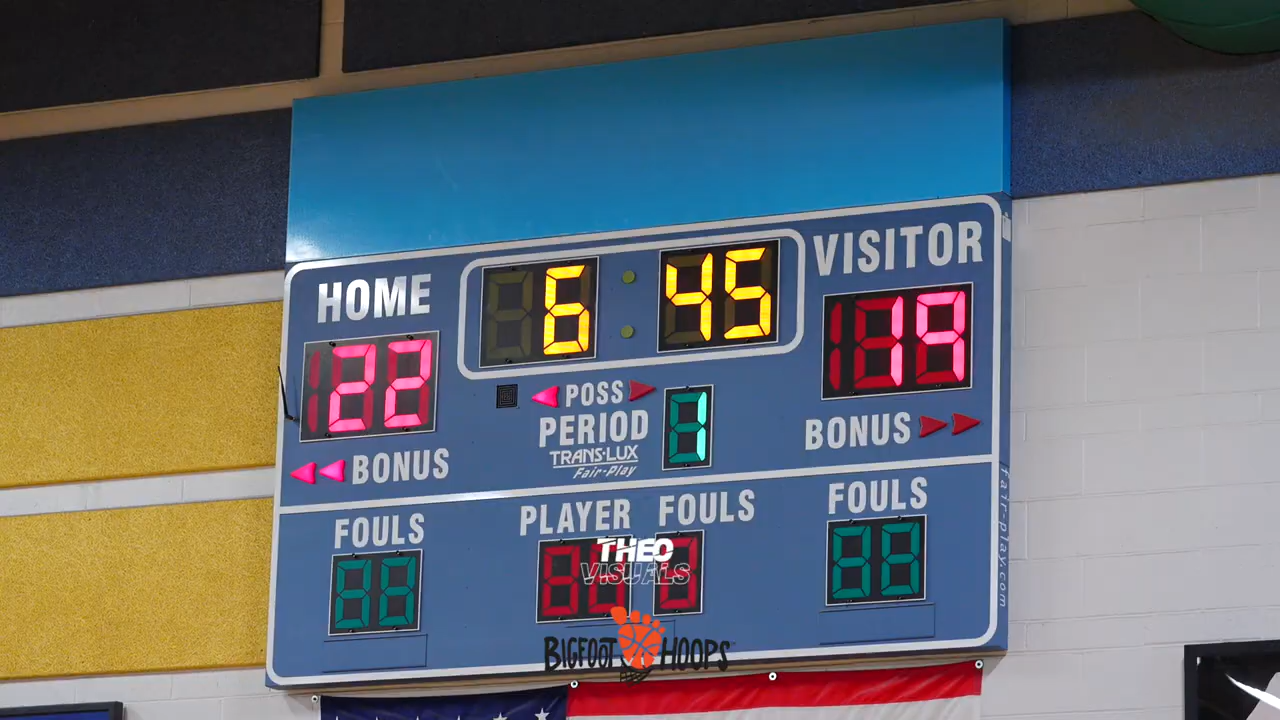 HOME
6 45
VISITOR
22
19
POSS
PERIOD
1
TRANS-LUX
Fair-Play
BONUS
BONUS
FOULS
PLAYER FOULS
FOULS
THEO
VISUALS
BIGFOOT HOOPS
fair-play.com